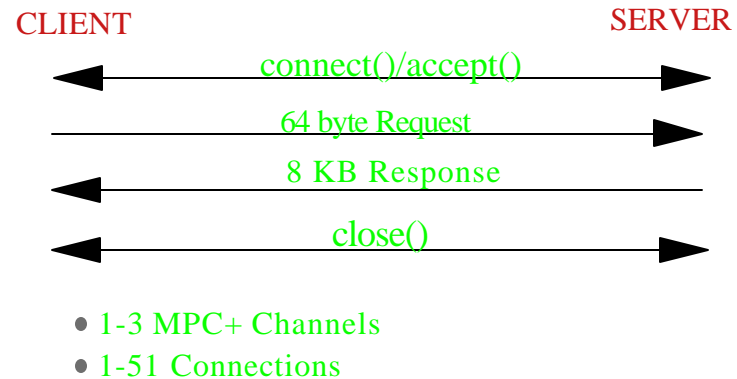 CLIENT
SERVER
connect()/accept()
64 byte Request
8 KB Response
close()
1-3 MPC+ Channels
1-51 Connections